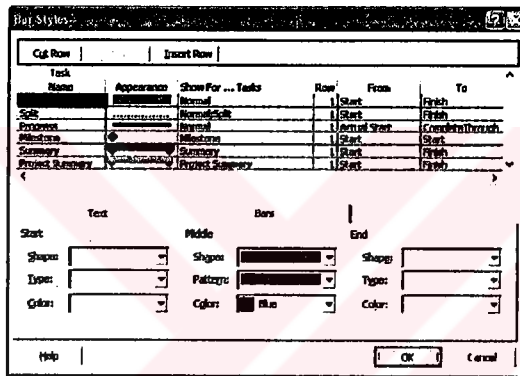 Bar Styles
Cut Row Insert Row
Task
Name Appearance Show For ... Tasks Row From To
Normal 1 Start Finish
Split Normal,Split 1 Start Finish
Progress Normal 1 Actual Start CompleteThrough
Milestone Milestone 1 Start Start
Summary Summary 1 Start Finish
Project Summary Project Summary 1 Start Finish
Text Bars
Start Middle End
Shape: Shape: Shape:
Type: Pattern: Type:
Color: Color: Blue Color:
Help OK Cancel